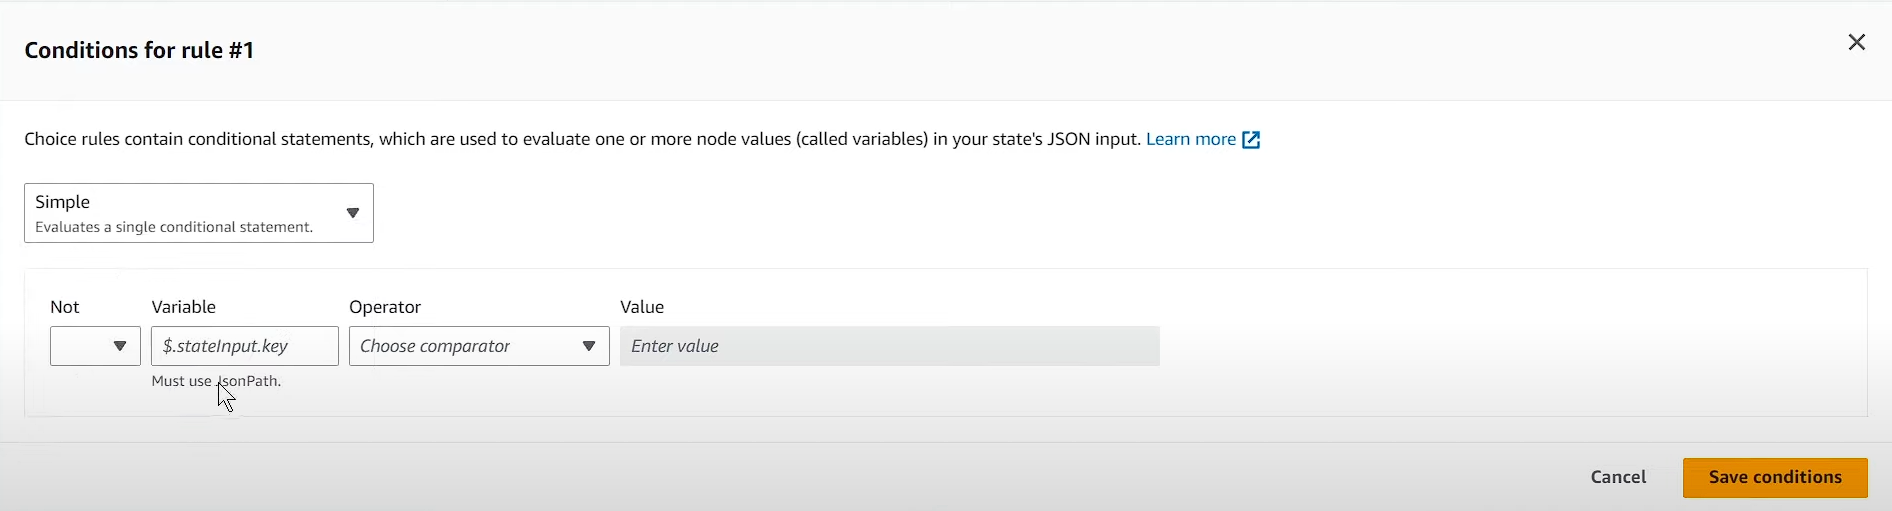 Conditions for rule #1
Choice rules contain conditional statements, which are used to evaluate one or more node values (called variables) in your state's JSON input. Learn more
Simple
Evaluates a single conditional statement.
Not Variable Operator Value
$.stateInput.key Choose comparator Enter value
Must use JsonPath.
Cancel Save conditions